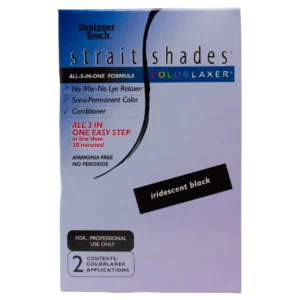 Designer
Touch
strait shades®
ALL-3-IN-ONE FORMULA
COLORLAXER®
✓ No Mix-No Lye Relaxer
✓ Semi-Permanent Color
✓ Conditioner
ALL 3 IN
ONE EASY STEP
in less than
30 minutes!
AMMONIA FREE
NO PEROXIDE
iridescent black
FOR...PROFESSIONAL
USE ONLY
2 CONTENTS:
COLORLAXER
APPLICATIONS